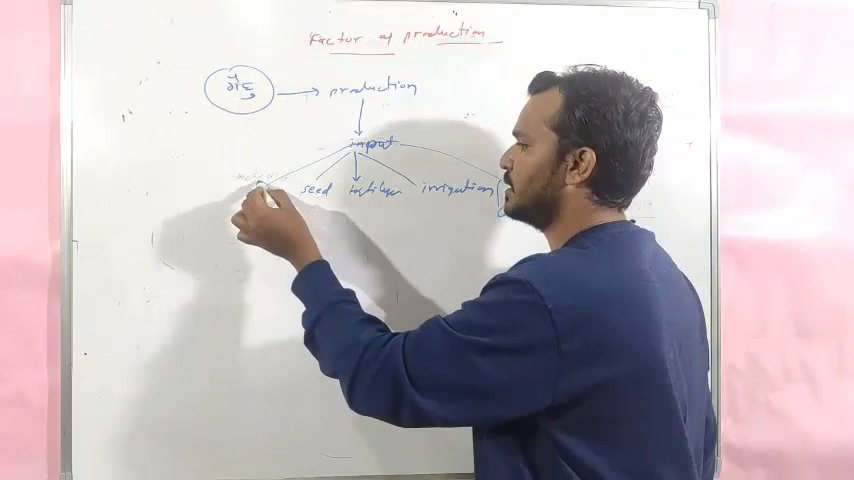 Factor of production
गेहूँ → production
input
seed fertilizer irrigation